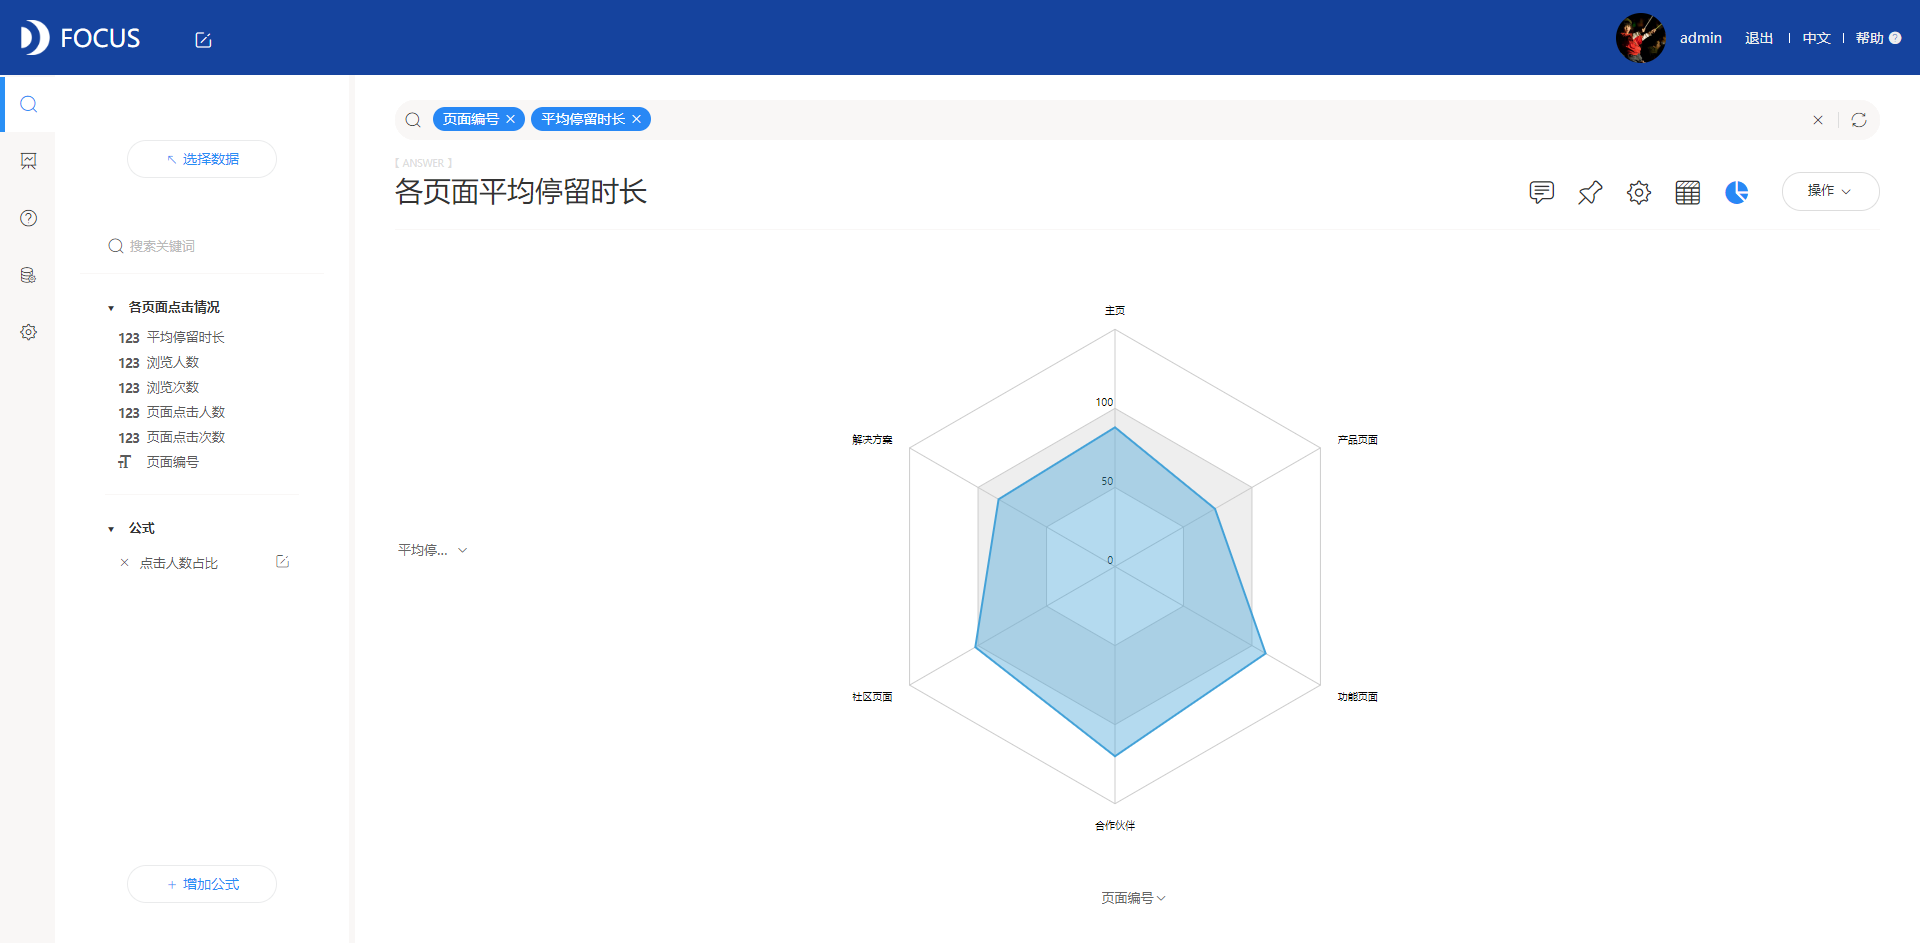 FOCUS
admin 退出 中文 帮助
选择数据
搜索关键词
各页面点击情况
123 平均停留时长
123 浏览人数
123 浏览次数
123 页面点击人数
123 页面点击次数
页面编号
公式
点击人数占比
+ 增加公式
页面编号 平均停留时长
[ ANSWER ]
各页面平均停留时长
操作
主页
100
解决方案
产品页面
50
平均停...
0
社区页面
功能页面
合作伙伴
页面编号